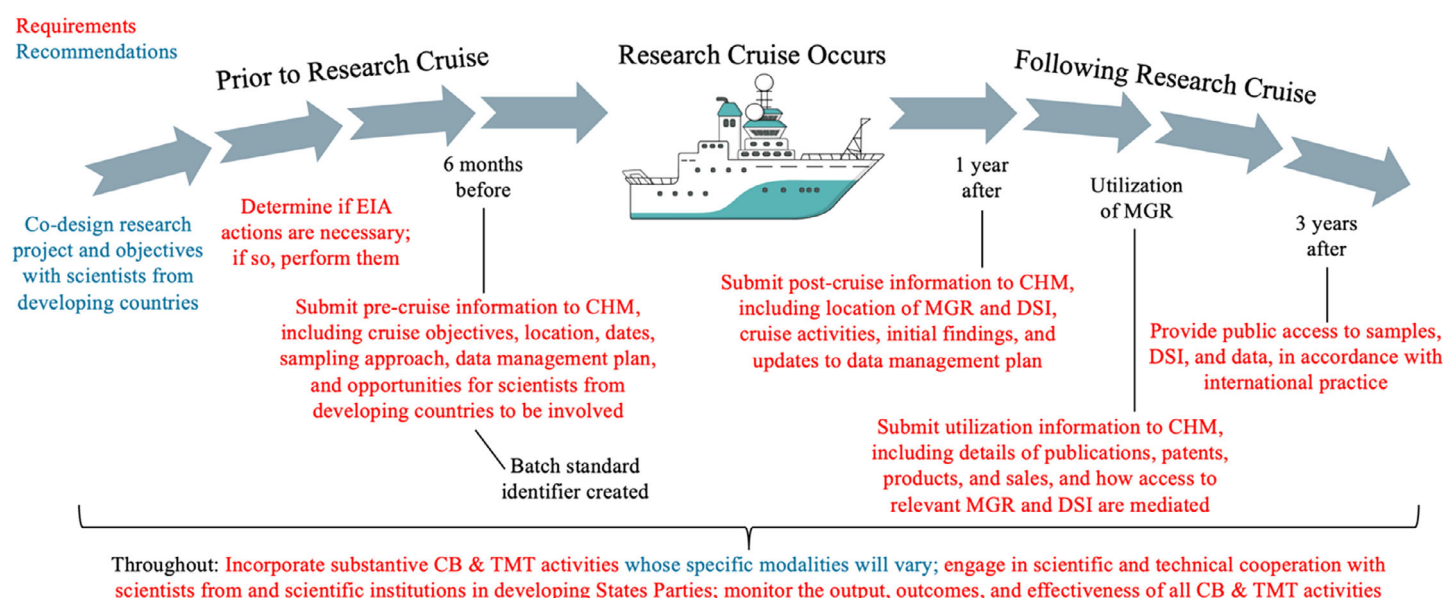 Requirements
Recommendations
Prior to Research Cruise
Research Cruise Occurs
Following Research Cruise
Co-design research
project and objectives
with scientists from
developing countries
Determine if EIA
actions are necessary;
if so, perform them
6 months
before
Submit pre-cruise information to CHM,
including cruise objectives, location, dates,
sampling approach, data management plan,
and opportunities for scientists from
developing countries to be involved
Batch standard
identifier created
1 year
after
Submit post-cruise information to CHM,
including location of MGR and DSI,
cruise activities, initial findings, and
updates to data management plan
Utilization
of MGR
Submit utilization information to CHM,
including details of publications, patents,
products, and sales, and how access to
relevant MGR and DSI are mediated
3 years
after
Provide public access to samples,
DSI, and data, in accordance with
international practice
Throughout: Incorporate substantive CB & TMT activities whose specific modalities will vary; engage in scientific and technical cooperation with
scientists from and scientific institutions in developing States Parties; monitor the output, outcomes, and effectiveness of all CB & TMT activities